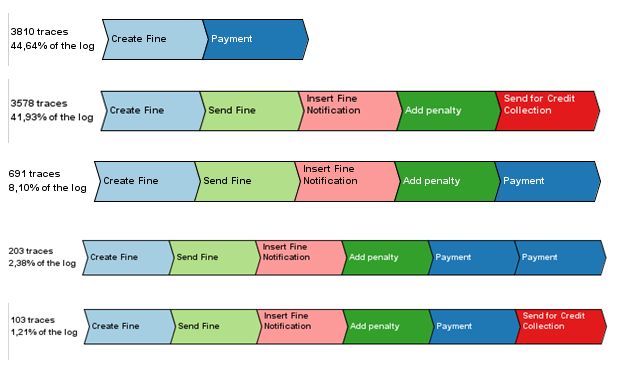 3810 traces
44,64% of the log
Create Fine
Payment
3578 traces
41,93% of the log
Create Fine
Send Fine
Insert Fine
Notification
Add penalty
Send for Credit
Collection
691 traces
8,10% of the log
Create Fine
Send Fine
Insert Fine
Notification
Add penalty
Payment
203 traces
2,38% of the log
Create Fine
Send Fine
Insert Fine
Notification
Add penalty
Payment
Payment
103 traces
1,21% of the log
Create Fine
Send Fine
Insert Fine
Notification
Add penalty
Payment
Send for Credit
Collection